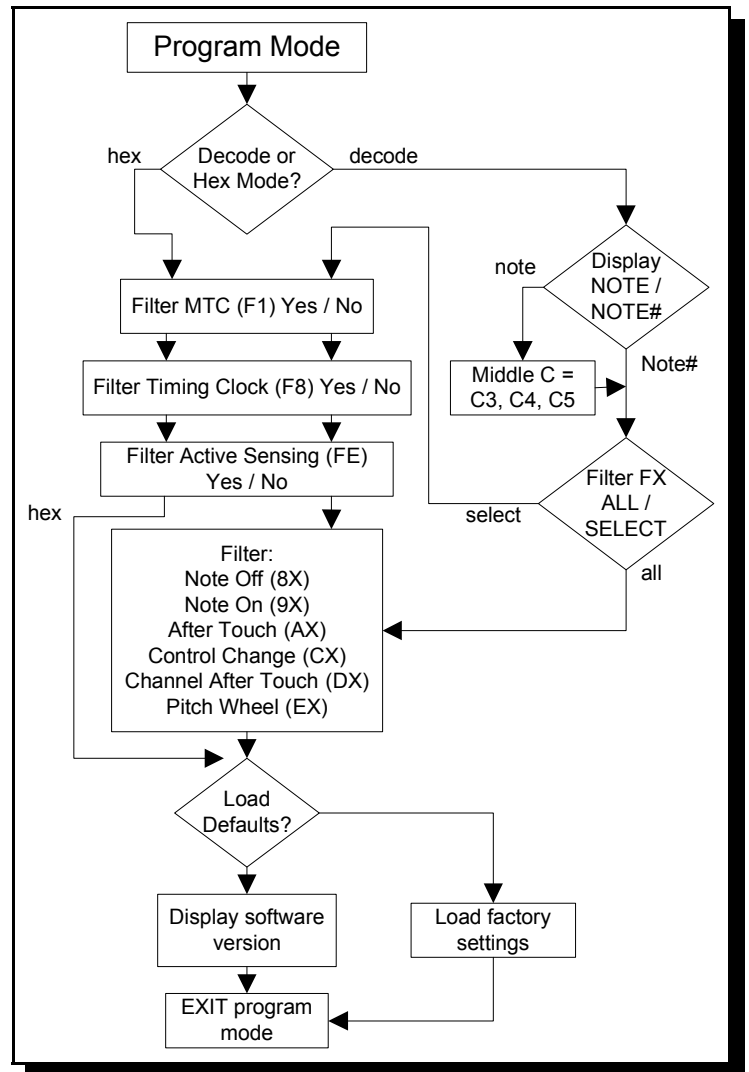 Program Mode
Decode or
Hex Mode?
hex
decode
Display
NOTE /
NOTE#
note
Note#
Middle C =
C3, C4, C5
Filter MTC (F1) Yes / No
Filter Timing Clock (F8) Yes / No
Filter Active Sensing (FE)
Yes / No
Filter FX
ALL /
SELECT
select
all
hex
Filter:
Note Off (8X)
Note On (9X)
After Touch (AX)
Control Change (CX)
Channel After Touch (DX)
Pitch Wheel (EX)
Load
Defaults?
Display software
version
Load factory
settings
EXIT program
mode